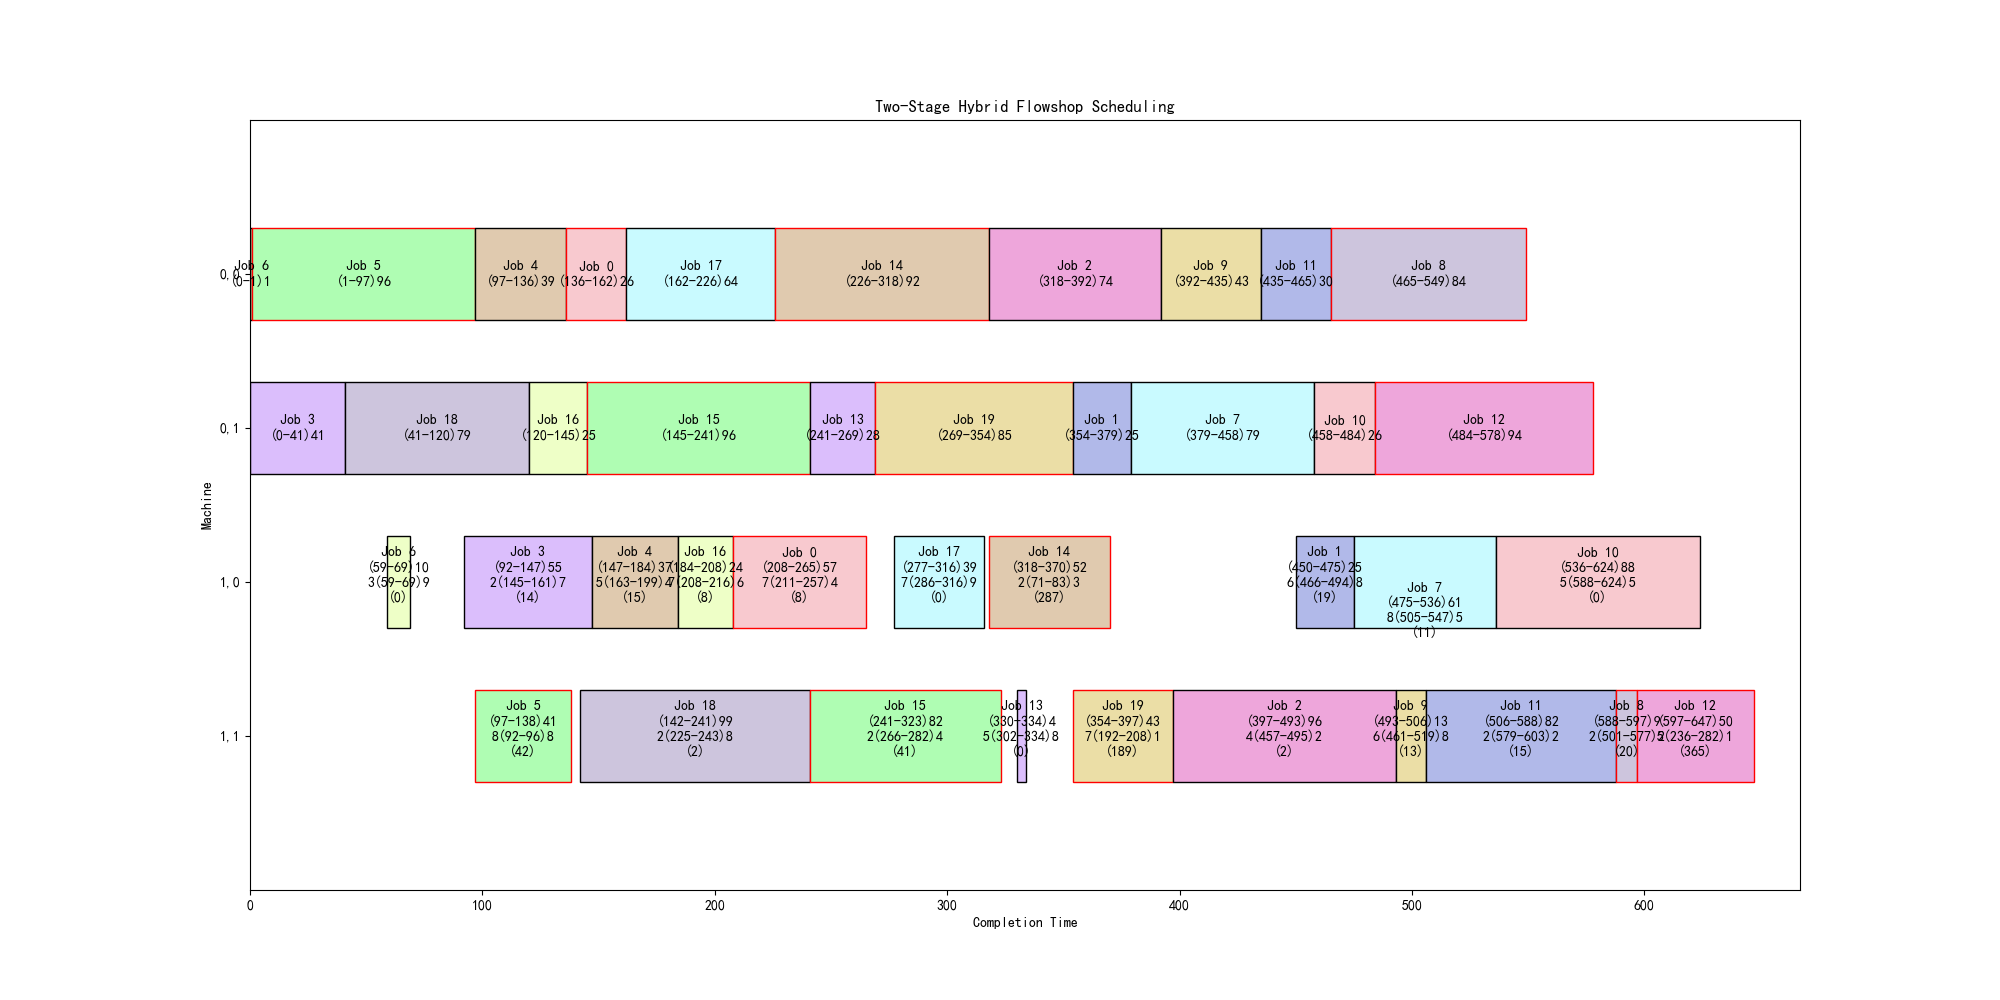 Two-Stage Hybrid Flowshop Scheduling
Machine
0,0
Job 6
(0-1)1
Job 5
(1-97)96
Job 4
(97-136)39
Job 0
(136-162)26
Job 17
(162-226)64
Job 14
(226-318)92
Job 2
(318-392)74
Job 9
(392-435)43
Job 11
(435-465)30
Job 8
(465-549)84
0,1
Job 3
(0-41)41
Job 18
(41-120)79
Job 16
(120-145)25
Job 15
(145-241)96
Job 13
(241-269)28
Job 19
(269-354)85
Job 1
(354-379)25
Job 7
(379-458)79
Job 10
(458-484)26
Job 12
(484-578)94
1,0
Job 6
(59-69)10
3(59-69)9
(0)
Job 3
(92-147)55
2(145-161)7
(14)
Job 4
(147-184)37
5(163-199)4
(15)
Job 16
(184-208)24
7(208-216)6
(8)
Job 0
(208-265)57
7(211-257)4
(8)
Job 17
(277-316)39
7(286-316)9
(0)
Job 14
(318-370)52
2(71-83)3
(287)
Job 1
(450-475)25
6(466-494)8
(19)
Job 7
(475-536)61
8(505-547)5
(11)
Job 10
(536-624)88
5(588-624)5
(0)
1,1
Job 5
(97-138)41
8(92-96)8
(42)
Job 18
(142-241)99
2(225-243)8
(2)
Job 15
(241-323)82
2(266-282)4
(41)
Job 13
(330-334)4
5(302-334)8
(0)
Job 19
(354-397)43
7(192-208)1
(189)
Job 2
(397-493)96
4(457-495)2
(2)
Job 9
(493-506)13
6(461-519)8
(13)
Job 11
(506-588)82
2(579-603)2
(15)
Job 8
(588-597)9
2(501-577)
(20)
Job 12
(597-647)50
(236-282)1
(365)
0 100 200 300 400 500 600
Completion Time